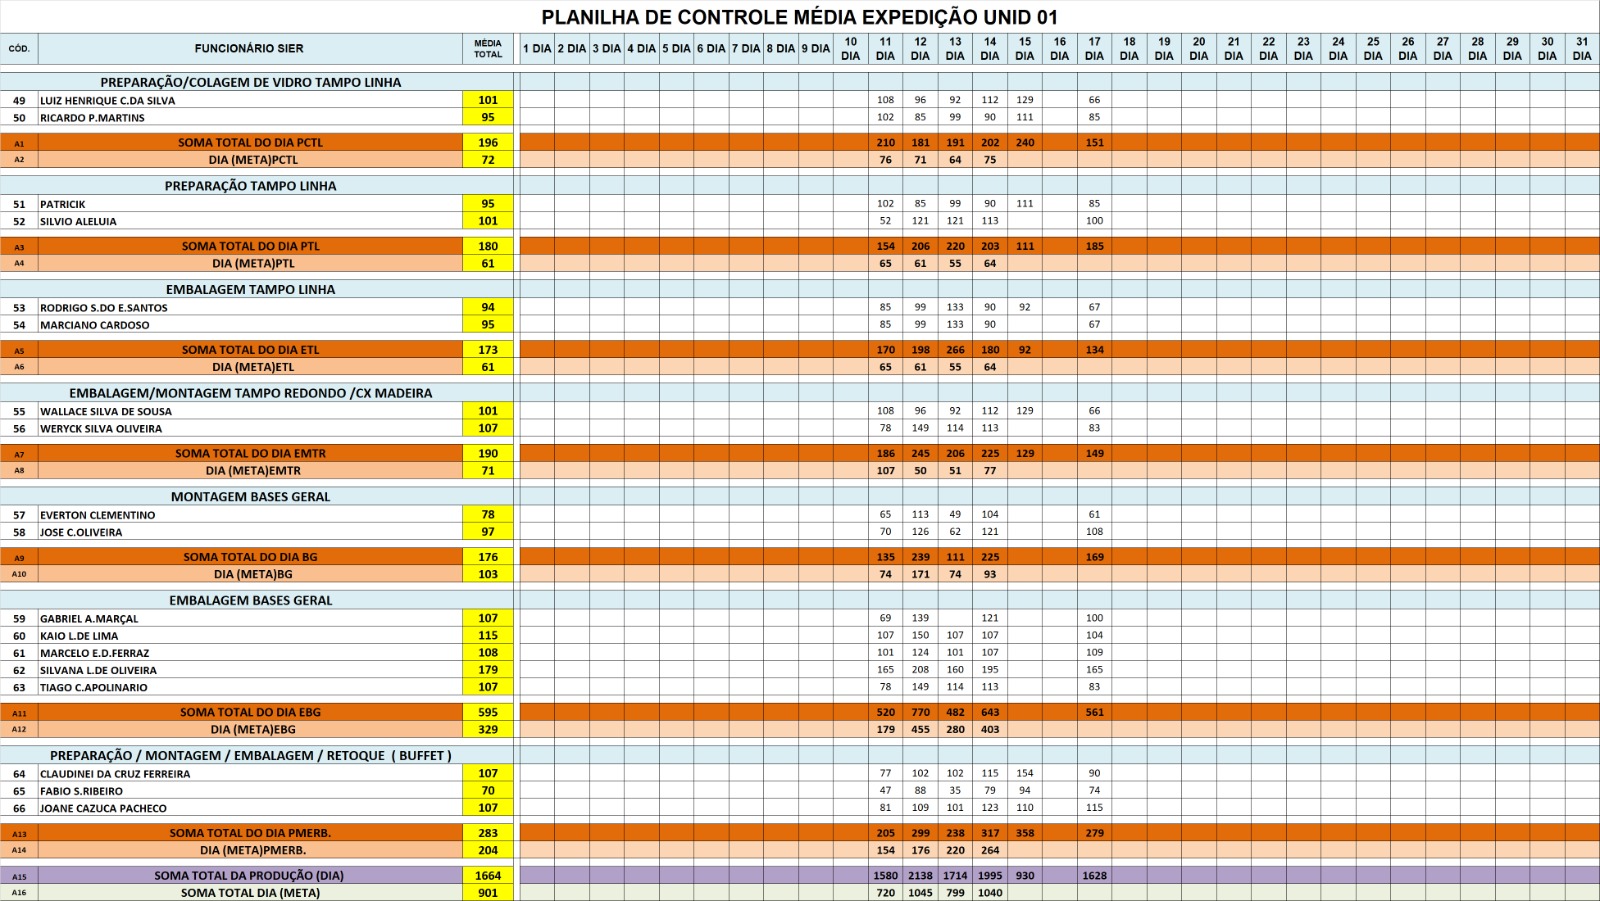 PLANILHA DE CONTROLE MÉDIA EXPEDIÇÃO UNID 01
CÓD. FUNCIONÁRIO SIER MÉDIA TOTAL 1 DIA 2 DIA 3 DIA 4 DIA 5 DIA 6 DIA 7 DIA 8 DIA 9 DIA 10 DIA 11 DIA 12 DIA 13 DIA 14 DIA 15 DIA 16 DIA 17 DIA 18 DIA 19 DIA 20 DIA 21 DIA 22 DIA 23 DIA 24 DIA 25 DIA 26 DIA 27 DIA 28 DIA 29 DIA 30 DIA 31 DIA
PREPARAÇÃO/COLAGEM DE VIDRO TAMPO LINHA
49 LUIZ HENRIQUE C.DA SILVA 101 108 96 92 112 129 66
50 RICARDO P.MARTINS 95 102 85 99 90 111 85
A1 SOMA TOTAL DO DIA PCTL 196 210 181 191 202 240 151
A2 DIA (META)PCTL 72 76 71 64 75
PREPARAÇÃO TAMPO LINHA
51 PATRICIK 95 102 85 99 90 111 85
52 SILVIO ALELUIA 101 52 121 121 113 100
A3 SOMA TOTAL DO DIA PTL 180 154 206 220 203 111 185
A4 DIA (META)PTL 61 65 61 55 64
EMBALAGEM TAMPO LINHA
53 RODRIGO S.DO E.SANTOS 94 85 99 133 90 92 67
54 MARCIANO CARDOSO 95 85 99 133 90 67
A5 SOMA TOTAL DO DIA ETL 173 170 198 266 180 92 134
A6 DIA (META)ETL 61 65 61 55 64
EMBALAGEM/MONTAGEM TAMPO REDONDO /CX MADEIRA
55 WALLACE SILVA DE SOUSA 101 108 96 92 112 129 66
56 WERYCK SILVA OLIVEIRA 107 78 149 114 113 83
A7 SOMA TOTAL DO DIA EMTR 190 186 245 206 225 129 149
A8 DIA (META)EMTR 71 107 50 51 77
MONTAGEM BASES GERAL
57 EVERTON CLEMENTINO 78 65 113 49 104 61
58 JOSE C.OLIVEIRA 97 70 126 62 121 108
A9 SOMA TOTAL DO DIA BG 176 135 239 111 225 169
A10 DIA (META)BG 103 74 171 74 93
EMBALAGEM BASES GERAL
59 GABRIEL A.MARÇAL 107 69 139 121 100
60 KAIO L.DE LIMA 115 107 150 107 107 104
61 MARCELO E.D.FERRAZ 108 101 124 101 107 109
62 SILVANA L.DE OLIVEIRA 179 165 208 160 195 165
63 TIAGO C.APOLINARIO 107 78 149 114 113 83
A11 SOMA TOTAL DO DIA EBG 595 520 770 482 643 561
A12 DIA (META)EBG 329 179 455 280 403
PREPARAÇÃO / MONTAGEM / EMBALAGEM / RETOQUE ( BUFFET )
64 CLAUDINEI DA CRUZ FERREIRA 107 77 102 102 115 154 90
65 FABIO S.RIBEIRO 70 47 88 35 79 94 74
66 JOANE CAZUCA PACHECO 107 81 109 101 123 110 115
A13 SOMA TOTAL DO DIA PMERB. 283 205 299 238 317 358 279
A14 DIA (META)PMERB. 204 154 176 220 264
A15 SOMA TOTAL DA PRODUÇÃO (DIA) 1664 1580 2138 1714 1995 930 1628
A16 SOMA TOTAL DIA (META) 901 720 1045 799 1040